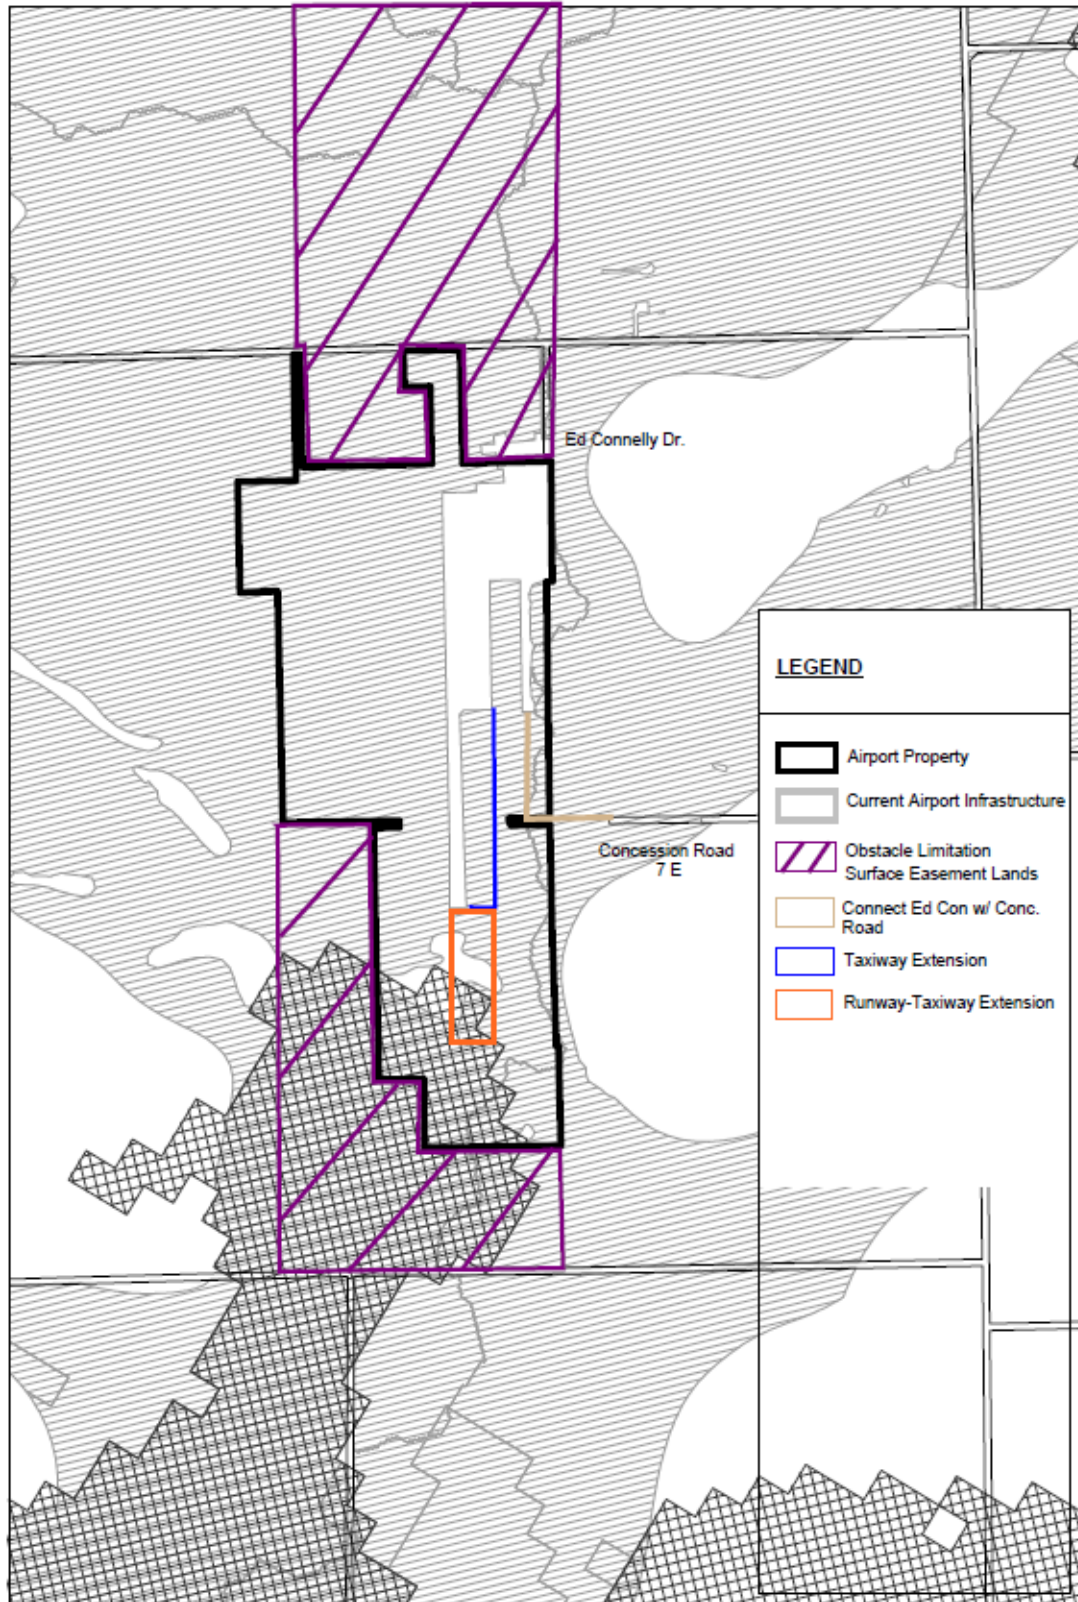 Ed Connelly Dr.
LEGEND
Airport Property
Current Airport Infrastructure
Obstacle Limitation
Surface Easement Lands
Connect Ed Con w/ Conc.
Road
Taxiway Extension
Runway-Taxiway Extension
Concession Road
7 E